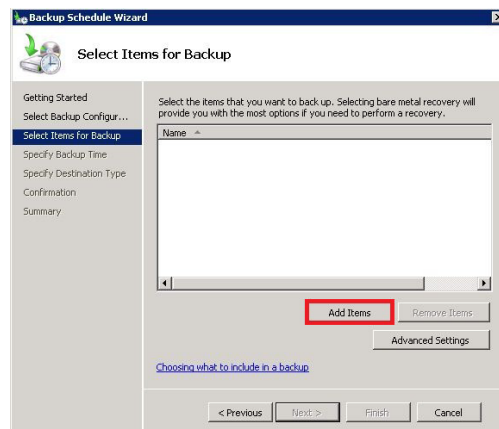 Backup Schedule Wizard
Select Items for Backup
Getting Started
Select Backup Configur...
Select Items for Backup
Specify Backup Time
Specify Destination Type
Confirmation
Summary
Select the items that you want to back up. Selecting bare metal recovery will
provide you with the most options if you need to perform a recovery.
Name
Add Items
Remove Items
Advanced Settings
Choosing what to include in a backup
< Previous
Next >
Finish
Cancel